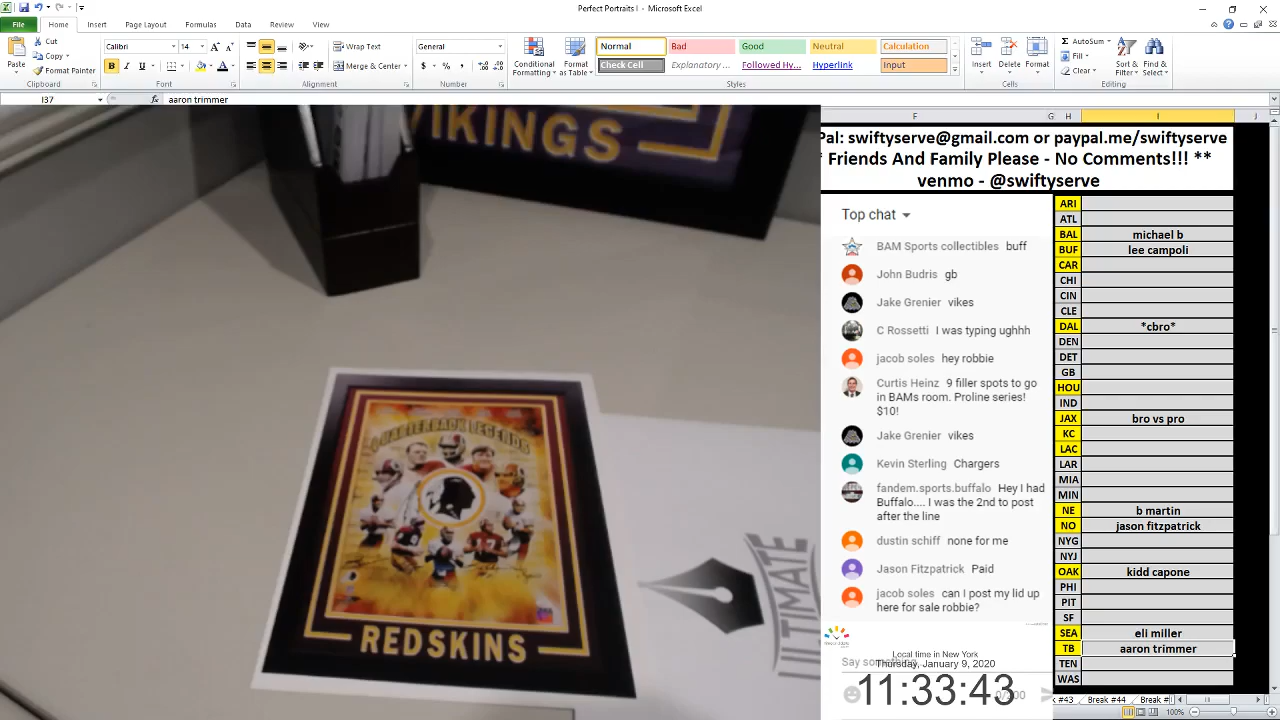 Perfect Portraits I - Microsoft Excel
File Home Insert Page Layout Formulas Data Review View
Cut
Copy
Format Painter
Paste
Clipboard
Calibri 14
Font
Wrap Text
Merge & Center
Alignment
General
Number
Conditional Formatting
Format as Table
Normal Bad Good Neutral Calculation
Check Cell Explanatory ... Followed Hy... Hyperlink Input
Styles
Insert Delete Format
Cells
AutoSum
Fill
Clear
Sort & Filter
Find & Select
Editing
I37 aaron trimmer
F G H I J
Pal: swiftyserve@gmail.com or paypal.me/swiftyserve
* Friends And Family Please - No Comments!!! **
venmo - @swiftyserve
VIKINGS
QUARTERBACK LEGENDS
REDSKINS
ULTIMATE
Top chat
BAM Sports collectibles buff
John Budris gb
Jake Grenier vikes
C Rossetti I was typing ughhh
jacob soles hey robbie
Curtis Heinz 9 filler spots to go
in BAMs room. Proline series!
$10!
Jake Grenier vikes
Kevin Sterling Chargers
fandem.sports.buffalo Hey I had
Buffalo.... I was the 2nd to post
after the line
dustin schiff none for me
Jason Fitzpatrick Paid
jacob soles can I post my lid up
here for sale robbie?
Local time in New York
Say something...
Thursday, January 9, 2020
11:33:43
0/200
ARI
ATL
BAL michael b
BUF lee campoli
CAR
CHI
CIN
CLE
DAL *cbro*
DEN
DET
GB
HOU
IND
JAX bro vs pro
KC
LAC
LAR
MIA
MIN
NE b martin
NO jason fitzpatrick
NYG
NYJ
OAK kidd capone
PHI
PIT
SF
SEA eli miller
TB aaron trimmer
TEN
WAS
#43 Break #44 Break #
100%